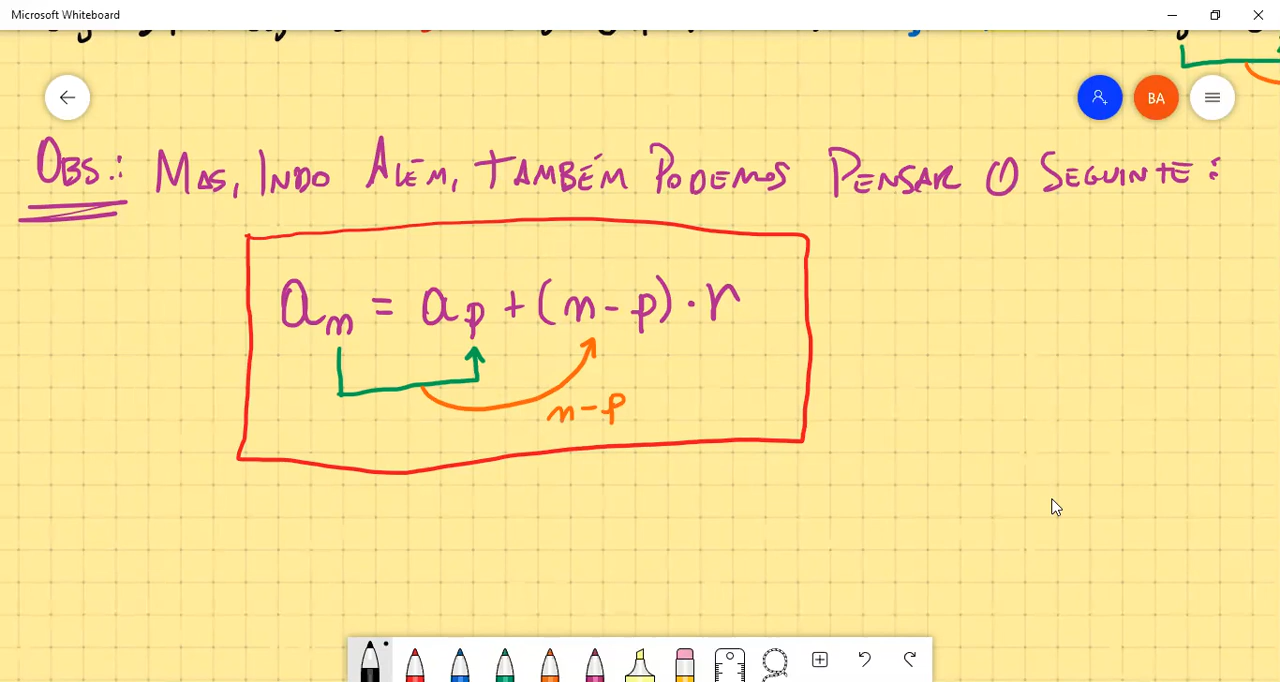 Microsoft Whiteboard
BA
OBS.: MAS, INDO ALÉM, TAMBÉM PODEMOS PENSAR O SEGUINTE:
aₙ = aₚ + (n - p) · r
n - p